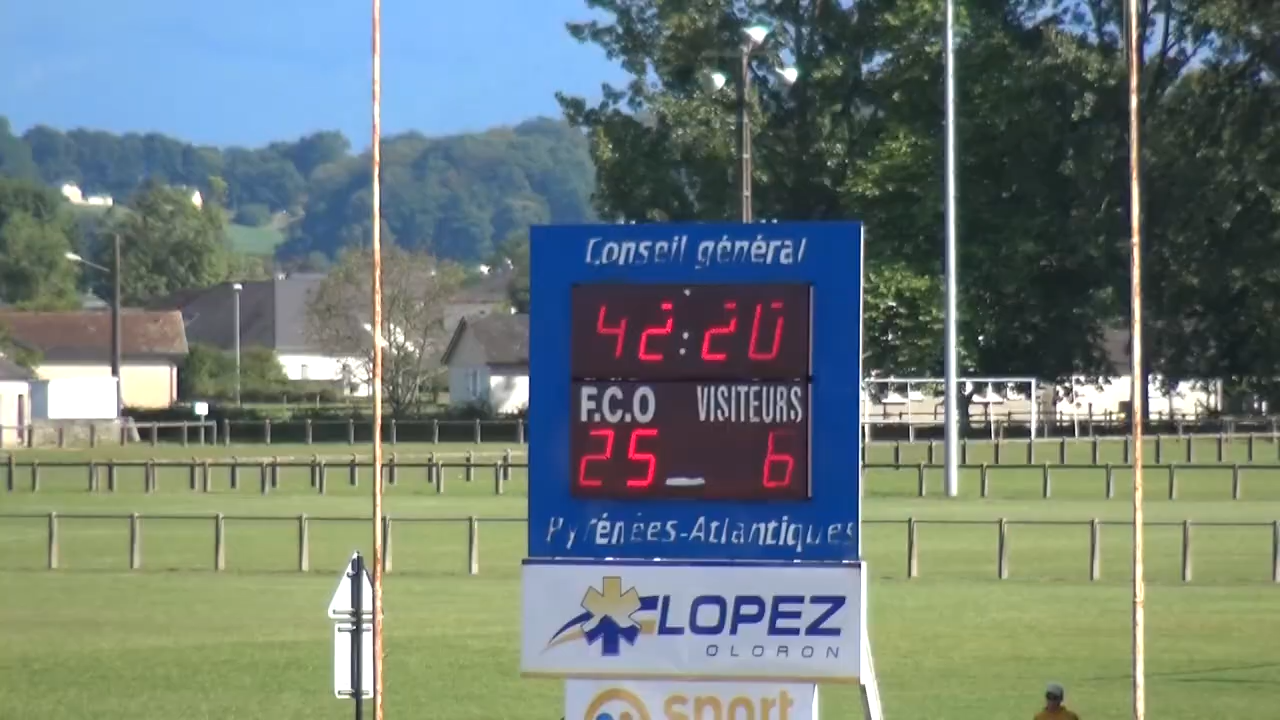 Conseil général
42:20
F.C.O VISITEURS
25 6
Pyrénées-Atlantiques
LOPEZ
OLORON
sport